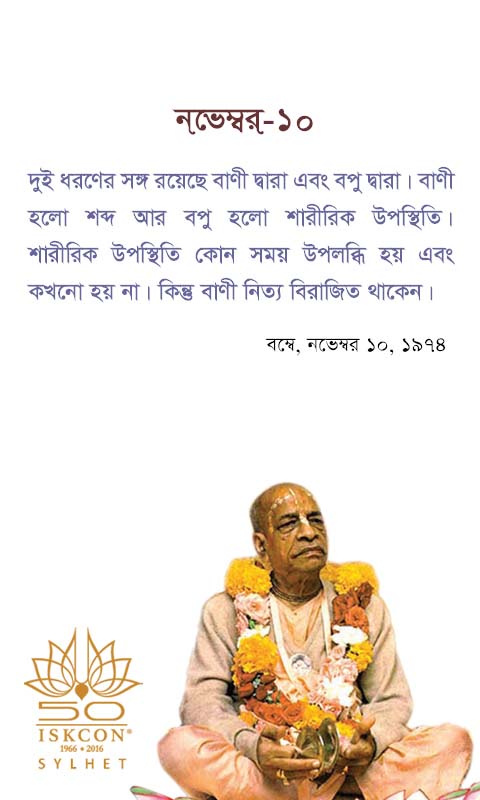 নভেম্বর-১০
দুই ধরণের সঙ্গ রয়েছে বাণী দ্বারা এবং বপু দ্বারা। বাণী
হলো শব্দ আর বপু হলো শারীরিক উপস্থিতি।
শারীরিক উপস্থিতি কোন সময় উপলব্ধি হয় এবং
কখনো হয় না। কিন্তু বাণী নিত্য বিরাজিত থাকেন।
বম্বে, নভেম্বর ১০, ১৯৭৪
50
ISKCON®
1966 • 2016
SYLHET